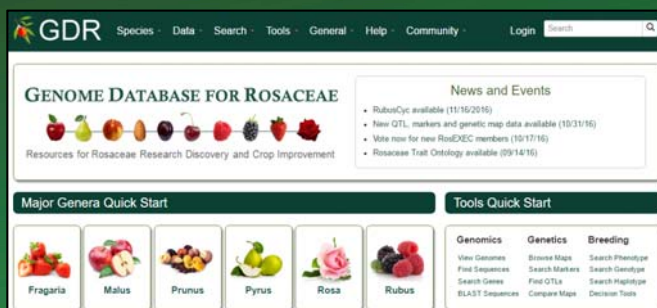 GDR Species Data Search Tools General Help Community Login Search
GENOME DATABASE FOR ROSACEAE
Resources for Rosaceae Research Discovery and Crop Improvement
News and Events
RubusCyc available (11/16/2016)
New QTL, markers and genetic map data available (10/31/16)
Vote now for new RosEXEC members (10/17/16)
Rosaceae Trait Ontology available (09/14/16)
Major Genera Quick Start
Fragaria
Malus
Prunus
Pyrus
Rosa
Rubus
Tools Quick Start
Genomics
View Genomes
Find Sequences
Search Genes
BLAST Sequences
Genetics
Browse Maps
Search Markers
Find QTLs
Compare Maps
Breeding
Search Phenotype
Search Genotype
Search Haplotype
Decision Tools